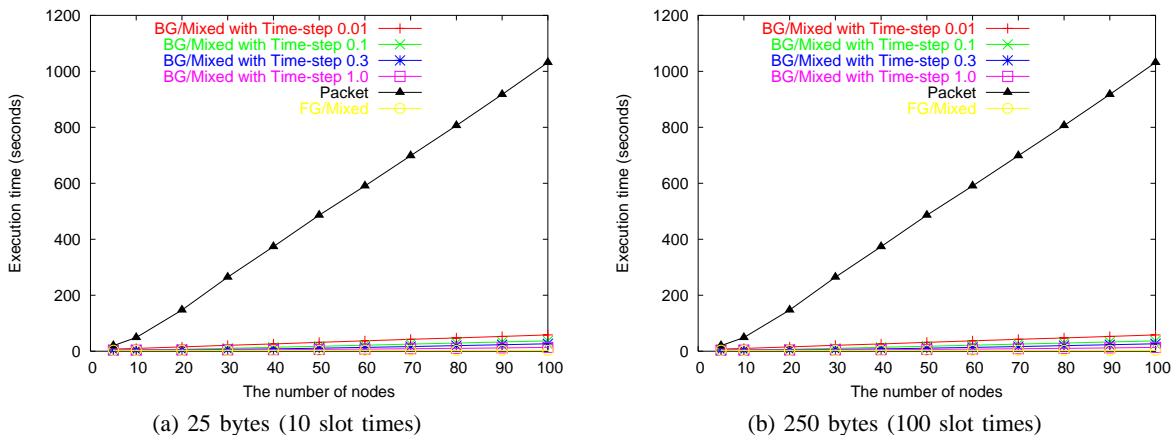 1200
1000
800
600
400
200
0
Execution time (seconds)
BG/Mixed with Time-step 0.01
BG/Mixed with Time-step 0.1
BG/Mixed with Time-step 0.3
BG/Mixed with Time-step 1.0
Packet
FG/Mixed
0 10 20 30 40 50 60 70 80 90 100
The number of nodes
(a) 25 bytes (10 slot times)
1200
1000
800
600
400
200
0
Execution time (seconds)
BG/Mixed with Time-step 0.01
BG/Mixed with Time-step 0.1
BG/Mixed with Time-step 0.3
BG/Mixed with Time-step 1.0
Packet
FG/Mixed
0 10 20 30 40 50 60 70 80 90 100
The number of nodes
(b) 250 bytes (100 slot times)